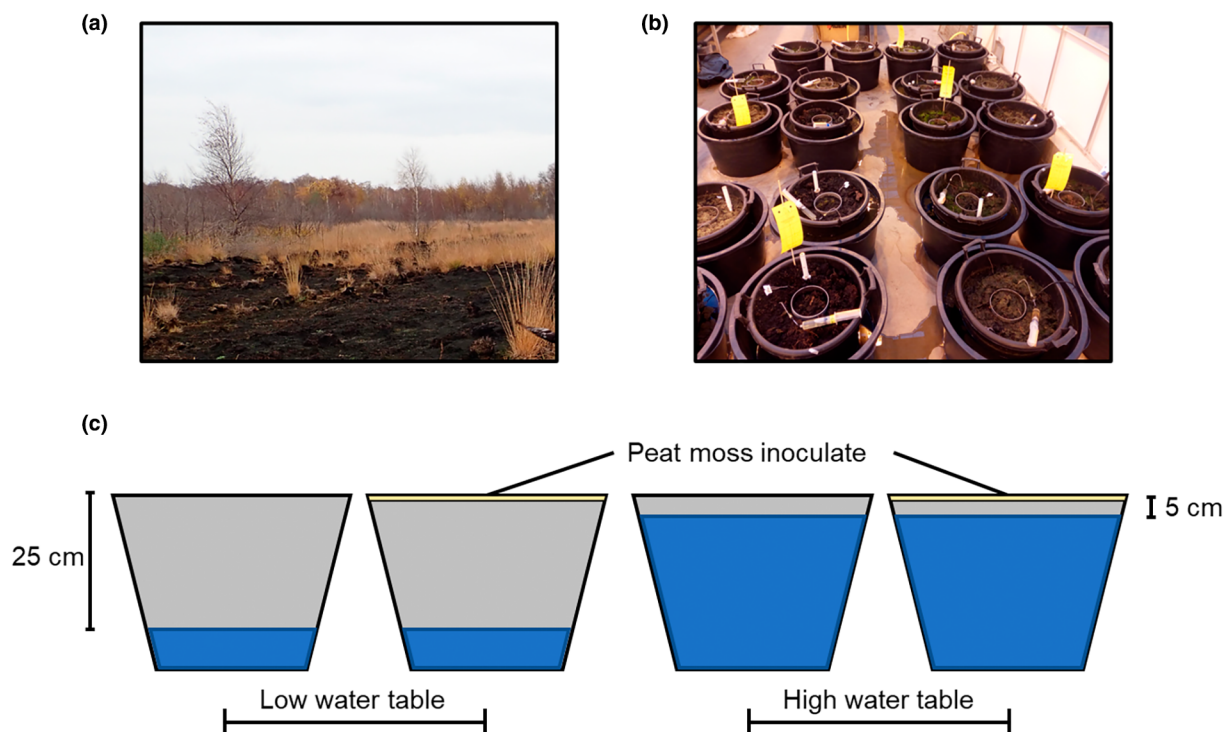 (a)
(b)
(c)
Peat moss inoculate
25 cm
5 cm
Low water table
High water table